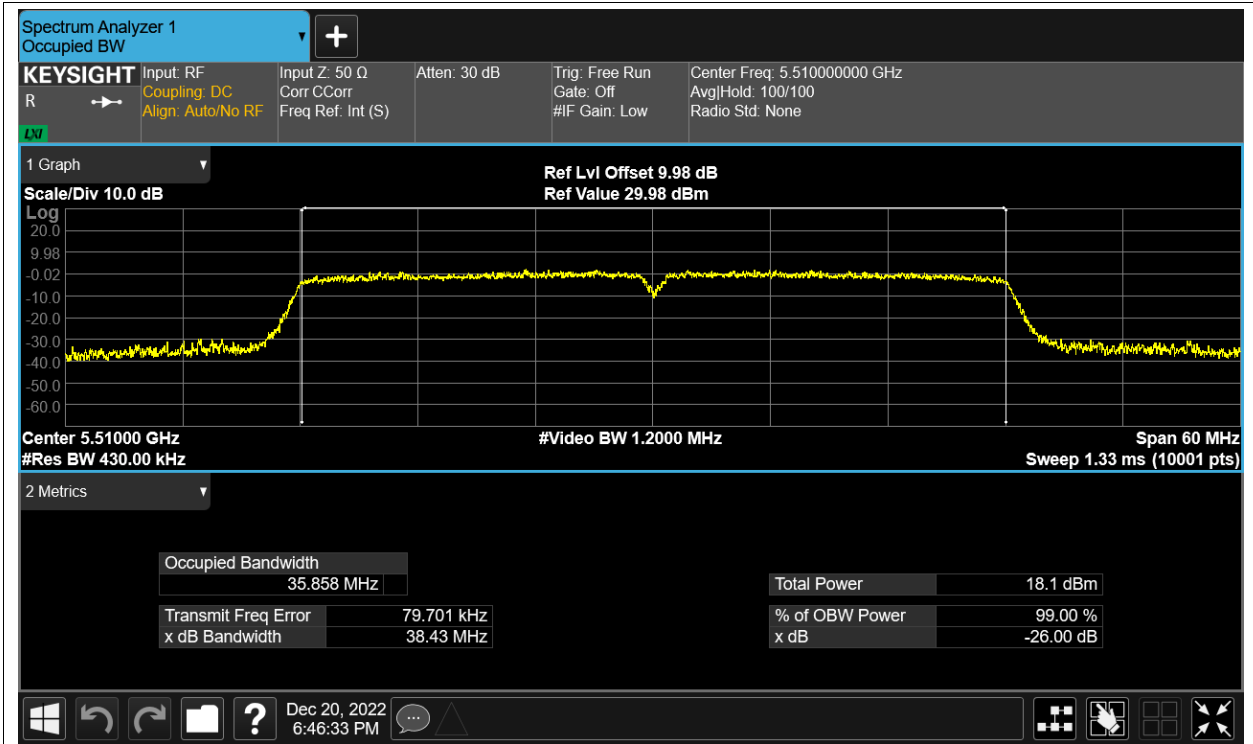 Spectrum Analyzer 1
Occupied BW
KEYSIGHT
R
LXI
Input: RF
Coupling: DC
Align: Auto/No RF
Input Z: 50 Ω
Corr CCorr
Freq Ref: Int (S)
Atten: 30 dB
Trig: Free Run
Gate: Off
#IF Gain: Low
Center Freq: 5.510000000 GHz
Avg|Hold: 100/100
Radio Std: None
1 Graph
Scale/Div 10.0 dB
Ref Lvl Offset 9.98 dB
Ref Value 29.98 dBm
Log
20.0
9.98
-0.02
-10.0
-20.0
-30.0
-40.0
-50.0
-60.0
Center 5.51000 GHz
#Video BW 1.2000 MHz
Span 60 MHz
#Res BW 430.00 kHz
Sweep 1.33 ms (10001 pts)
2 Metrics
Occupied Bandwidth
35.858 MHz
Total Power 18.1 dBm
Transmit Freq Error 79.701 kHz
% of OBW Power 99.00 %
x dB Bandwidth 38.43 MHz
x dB -26.00 dB
?
Dec 20, 2022
6:46:33 PM